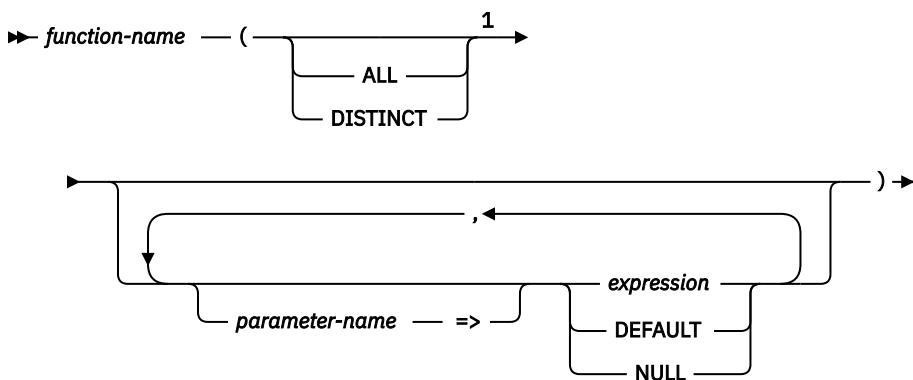 function-name ( 1
ALL
DISTINCT
)
,
expression
parameter-name =>
DEFAULT
NULL